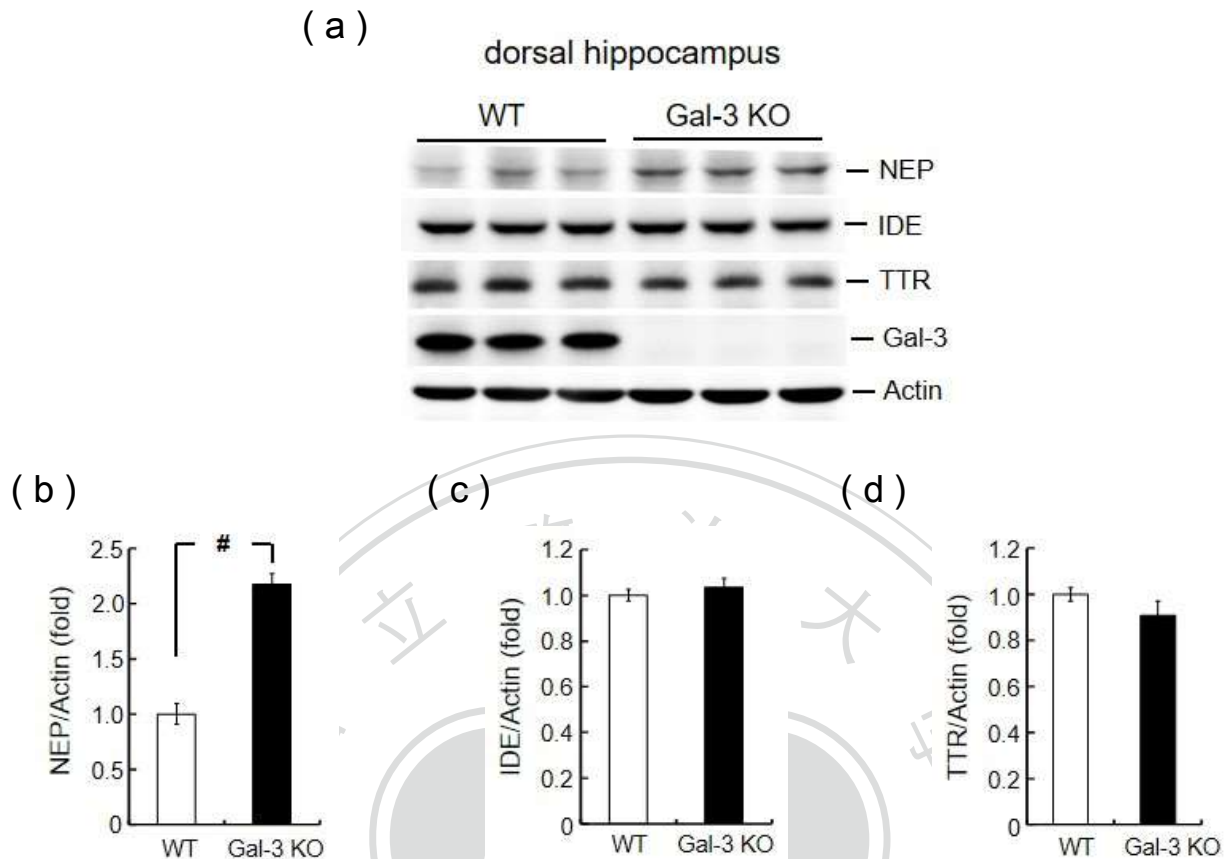 ( a )
dorsal hippocampus
WT Gal-3 KO
NEP
IDE
TTR
Gal-3
Actin
( b )
NEP/Actin (fold)
2.5
2.0
1.5
1.0
0.5
0
#
WT Gal-3 KO
( c )
IDE/Actin (fold)
1.2
1.0
0.8
0.6
0.4
0.2
0
WT Gal-3 KO
( d )
TTR/Actin (fold)
1.2
1.0
0.8
0.6
0.4
0.2
0
WT Gal-3 KO
立
大